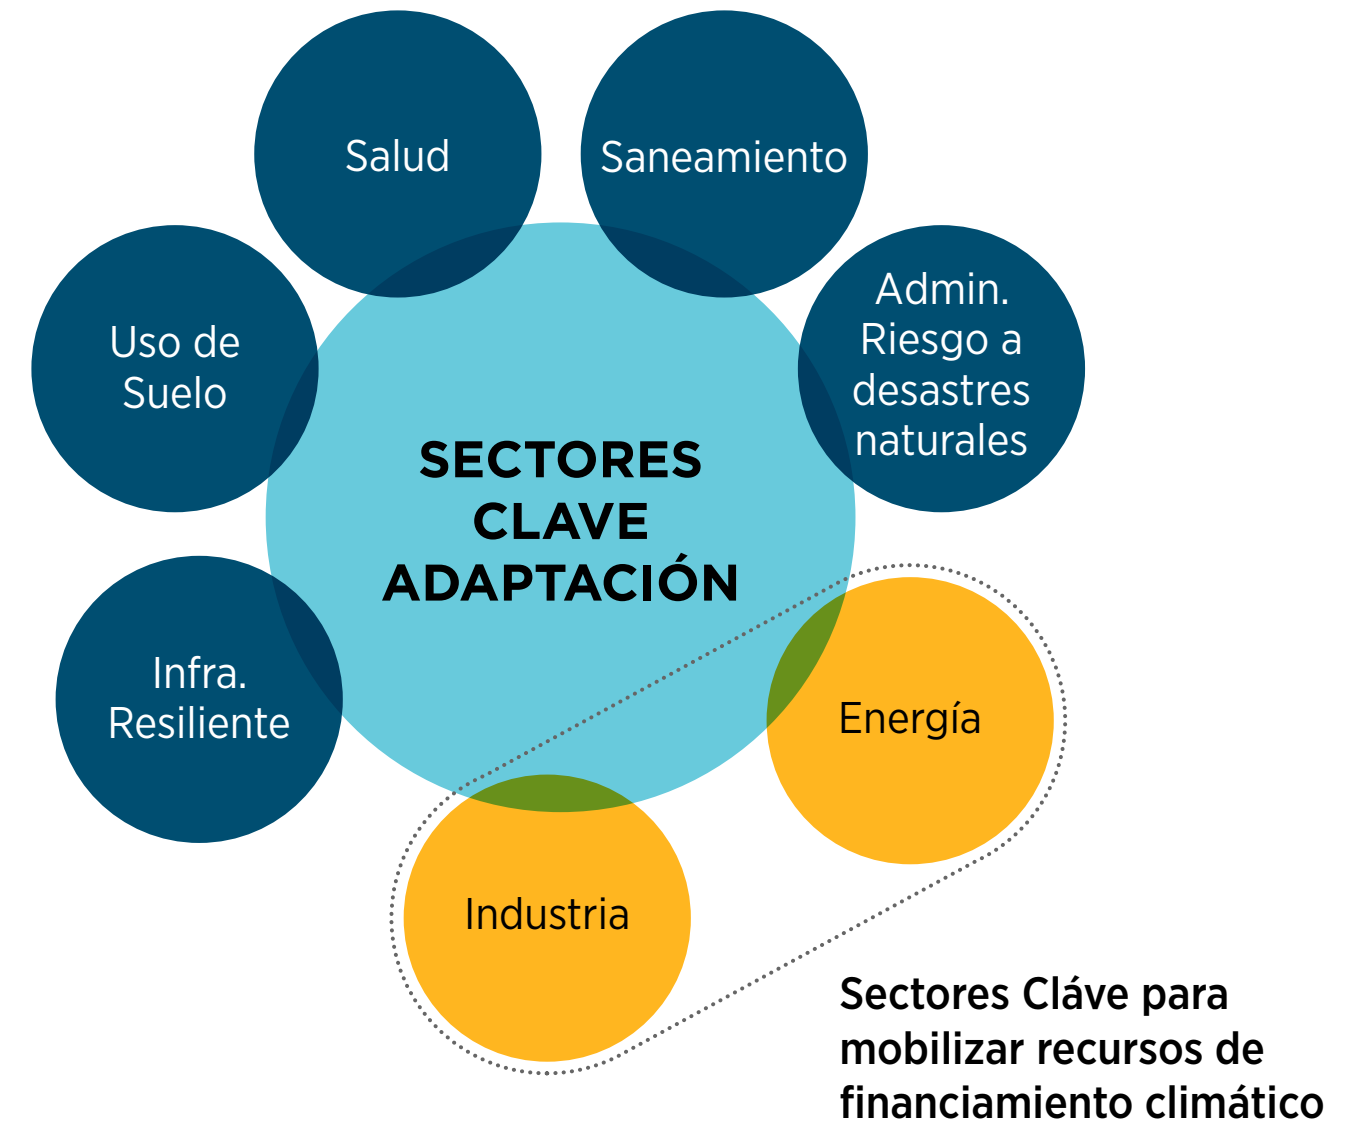 Salud
Saneamiento
Admin.
Riesgo a
desastres
naturales
Uso de
Suelo
SECTORES
CLAVE
ADAPTACIÓN
Infra.
Resiliente
Energía
Industria
Sectores Cláve para
mobilizar recursos de
financiamiento climático